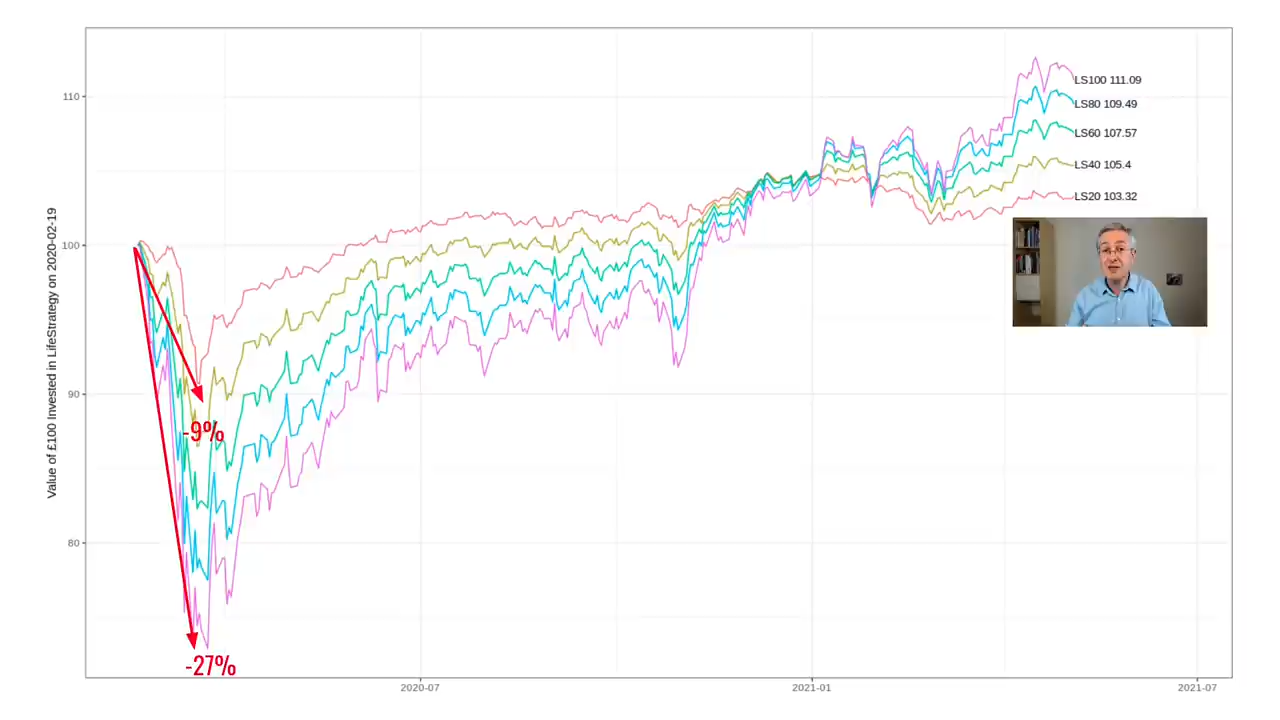 Value of £100 Invested in LifeStrategy on 2020-02-19
110
100
90
80
LS100 111.09
LS80 109.49
LS60 107.57
LS40 105.4
LS20 103.32
-9%
-27%
2020-07
2021-01
2021-07